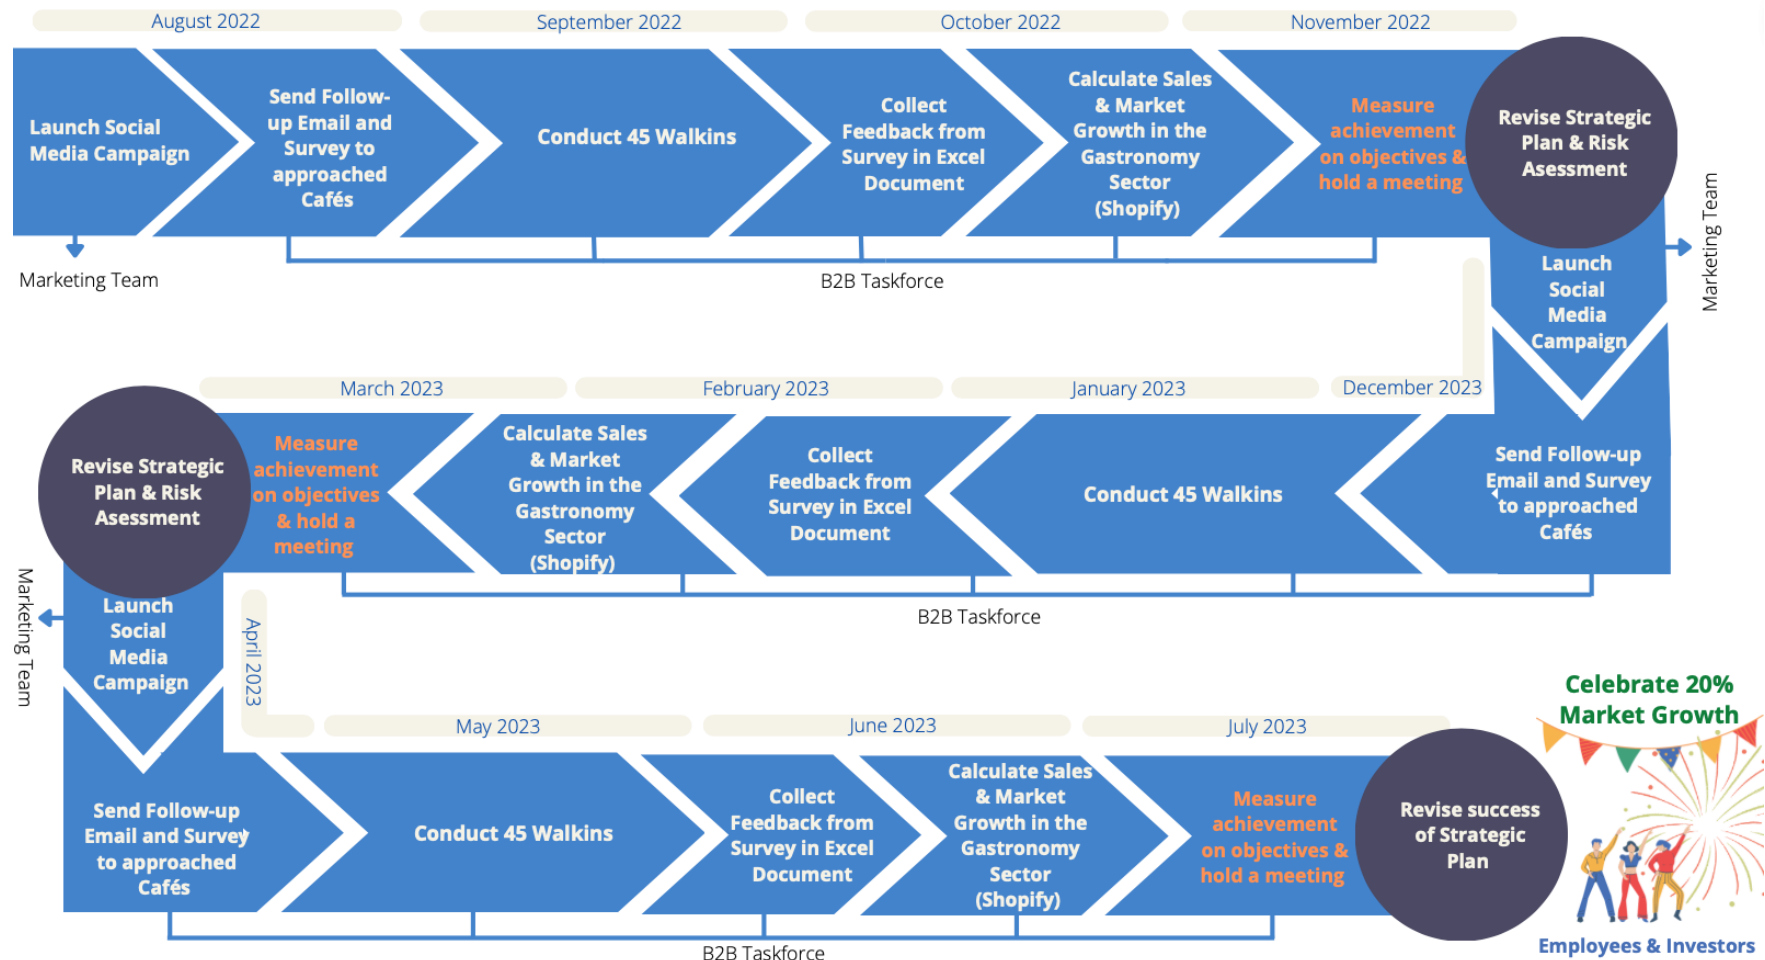 August 2022
September 2022
October 2022
November 2022
Launch Social
Media Campaign
Send Follow-
up Email and
Survey to
approached
Cafés
Conduct 45 Walkins
Collect
Feedback from
Survey in Excel
Document
Calculate Sales
& Market
Growth in the
Gastronomy
Sector
(Shopify)
Measure
achievement
on objectives &
hold a meeting
Revise Strategic
Plan & Risk
Asessment
Marketing Team
B2B Taskforce
Launch
Social
Media
Campaign
Marketing Team
March 2023
February 2023
January 2023
December 2023
Send Follow-up
Email and Survey
to approached
Cafés
Conduct 45 Walkins
Collect
Feedback from
Survey in Excel
Document
Calculate Sales
& Market
Growth in the
Gastronomy
Sector
(Shopify)
Measure
achievement
on objectives
& hold a
meeting
Revise Strategic
Plan & Risk
Asessment
B2B Taskforce
Launch
Social
Media
Campaign
Marketing Team
April 2023
May 2023
June 2023
July 2023
Send Follow-up
Email and Survey
to approached
Cafés
Conduct 45 Walkins
Collect
Feedback from
Survey in Excel
Document
Calculate Sales
& Market
Growth in the
Gastronomy
Sector
(Shopify)
Measure
achievement
on objectives &
hold a meeting
Revise success
of Strategic
Plan
B2B Taskforce
Celebrate 20%
Market Growth
Employees & Investors